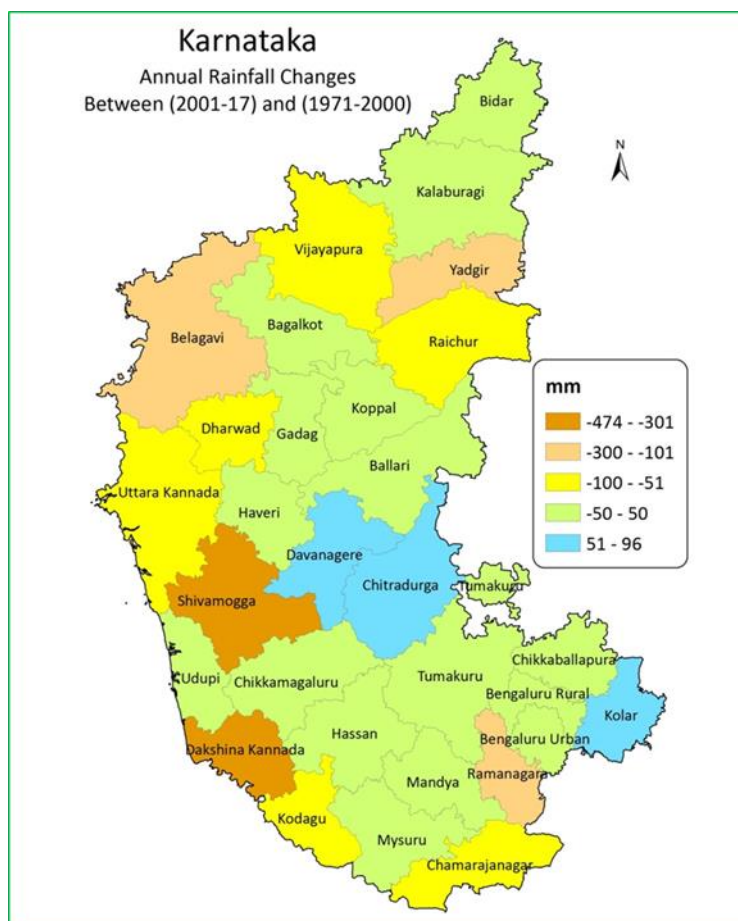 Karnataka
Annual Rainfall Changes
Between (2001-17) and (1971-2000)
N
Bidar
Kalaburagi
Vijayapura
Yadgir
Belagavi
Bagalkot
Raichur
Koppal
Dharwad
Gadag
Ballari
Uttara Kannada
Haveri
Davanagere
Chitradurga
Tumakuru
Shivamogga
Chikkaballapura
Udupi
Chikkamagaluru
Tumakuru
Bengaluru Rural
Kolar
Hassan
Bengaluru Urban
Dakshina Kannada
Ramanagara
Mandya
Kodagu
Mysuru
Chamarajanagar
mm
-474 - -301
-300 - -101
-100 - -51
-50 - 50
51 - 96